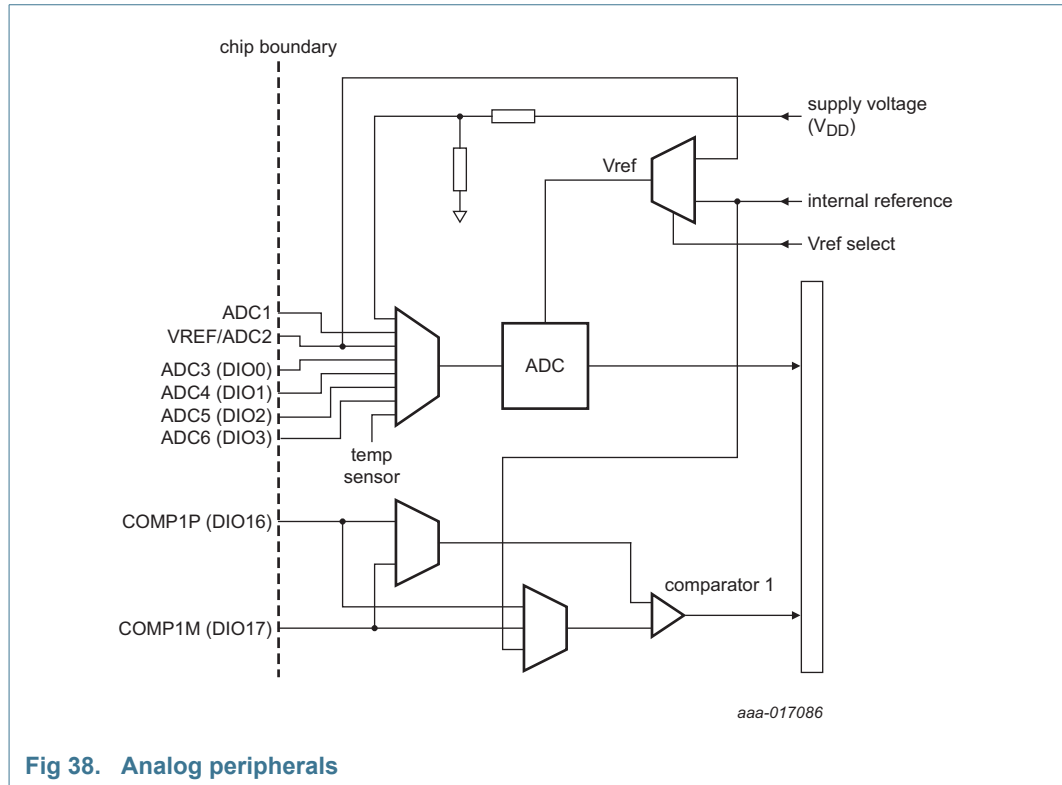 chip boundary
supply voltage
(VDD)
Vref
internal reference
Vref select
ADC1
VREF/ADC2
ADC3 (DIO0)
ADC4 (DIO1)
ADC5 (DIO2)
ADC6 (DIO3)
ADC
temp
sensor
COMP1P (DIO16)
comparator 1
COMP1M (DIO17)
aaa-017086
Fig 38. Analog peripherals